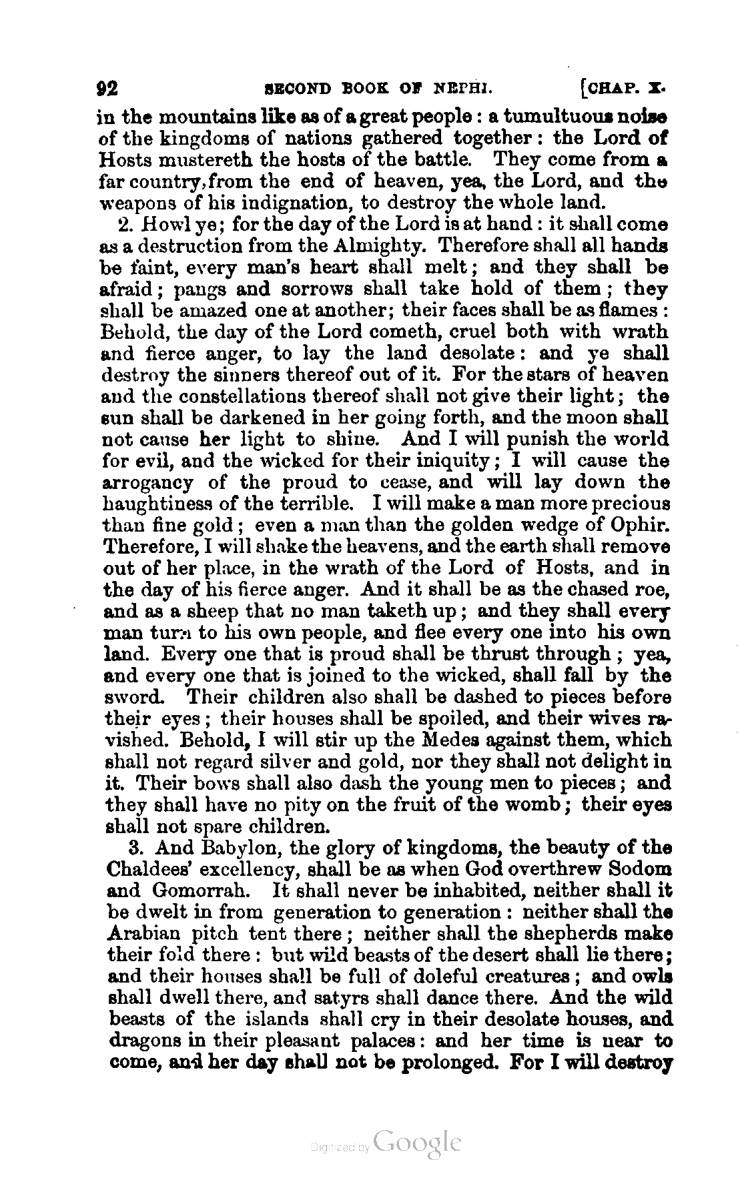 92 SECOND BOOK OF NEPHI. [CHAP. X.
in the mountains like as of a great people : a tumultuous noise
of the kingdoms of nations gathered together : the Lord of
Hosts mustereth the hosts of the battle. They come from a
far country, from the end of heaven, yea, the Lord, and the
weapons of his indignation, to destroy the whole land.
2. Howl ye; for the day of the Lord is at hand : it shall come
as a destruction from the Almighty. Therefore shall all hands
be faint, every man's heart shall melt ; and they shall be
afraid ; pangs and sorrows shall take hold of them ; they
shall be amazed one at another; their faces shall be as flames :
Behold, the day of the Lord cometh, cruel both with wrath
and fierce anger, to lay the land desolate : and ye shall
destroy the sinners thereof out of it. For the stars of heaven
and the constellations thereof shall not give their light ; the
sun shall be darkened in her going forth, and the moon shall
not cause her light to shine. And I will punish the world
for evil, and the wicked for their iniquity ; I will cause the
arrogancy of the proud to cease, and will lay down the
haughtiness of the terrible. I will make a man more precious
than fine gold ; even a man than the golden wedge of Ophir.
Therefore, I will shake the heavens, and the earth shall remove
out of her place, in the wrath of the Lord of Hosts, and in
the day of his fierce anger. And it shall be as the chased roe,
and as a sheep that no man taketh up ; and they shall every
man turn to his own people, and flee every one into his own
land. Every one that is proud shall be thrust through ; yea,
and every one that is joined to the wicked, shall fall by the
sword. Their children also shall be dashed to pieces before
their eyes ; their houses shall be spoiled, and their wives ra-
vished. Behold, I will stir up the Medes against them, which
shall not regard silver and gold, nor they shall not delight in
it. Their bows shall also dash the young men to pieces ; and
they shall have no pity on the fruit of the womb ; their eyes
shall not spare children.
3. And Babylon, the glory of kingdoms, the beauty of the
Chaldees' excellency, shall be as when God overthrew Sodom
and Gomorrah. It shall never be inhabited, neither shall it
be dwelt in from generation to generation : neither shall the
Arabian pitch tent there ; neither shall the shepherds make
their fold there : but wild beasts of the desert shall lie there ;
and their houses shall be full of doleful creatures ; and owls
shall dwell there, and satyrs shall dance there. And the wild
beasts of the islands shall cry in their desolate houses, and
dragons in their pleasant palaces : and her time is near to
come, and her day shall not be prolonged. For I will destroy
Digitized by Google